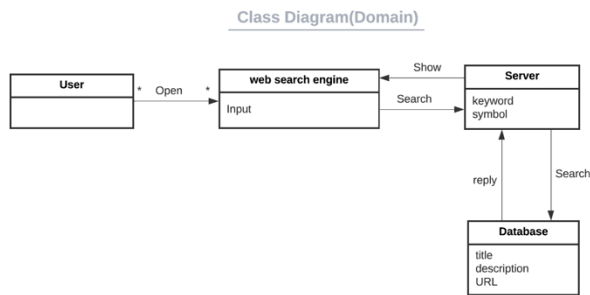 Class Diagram(Domain)
User
* Open *
web search engine
Input
Show
Search
Server
keyword
symbol
reply
Search
Database
title
description
URL